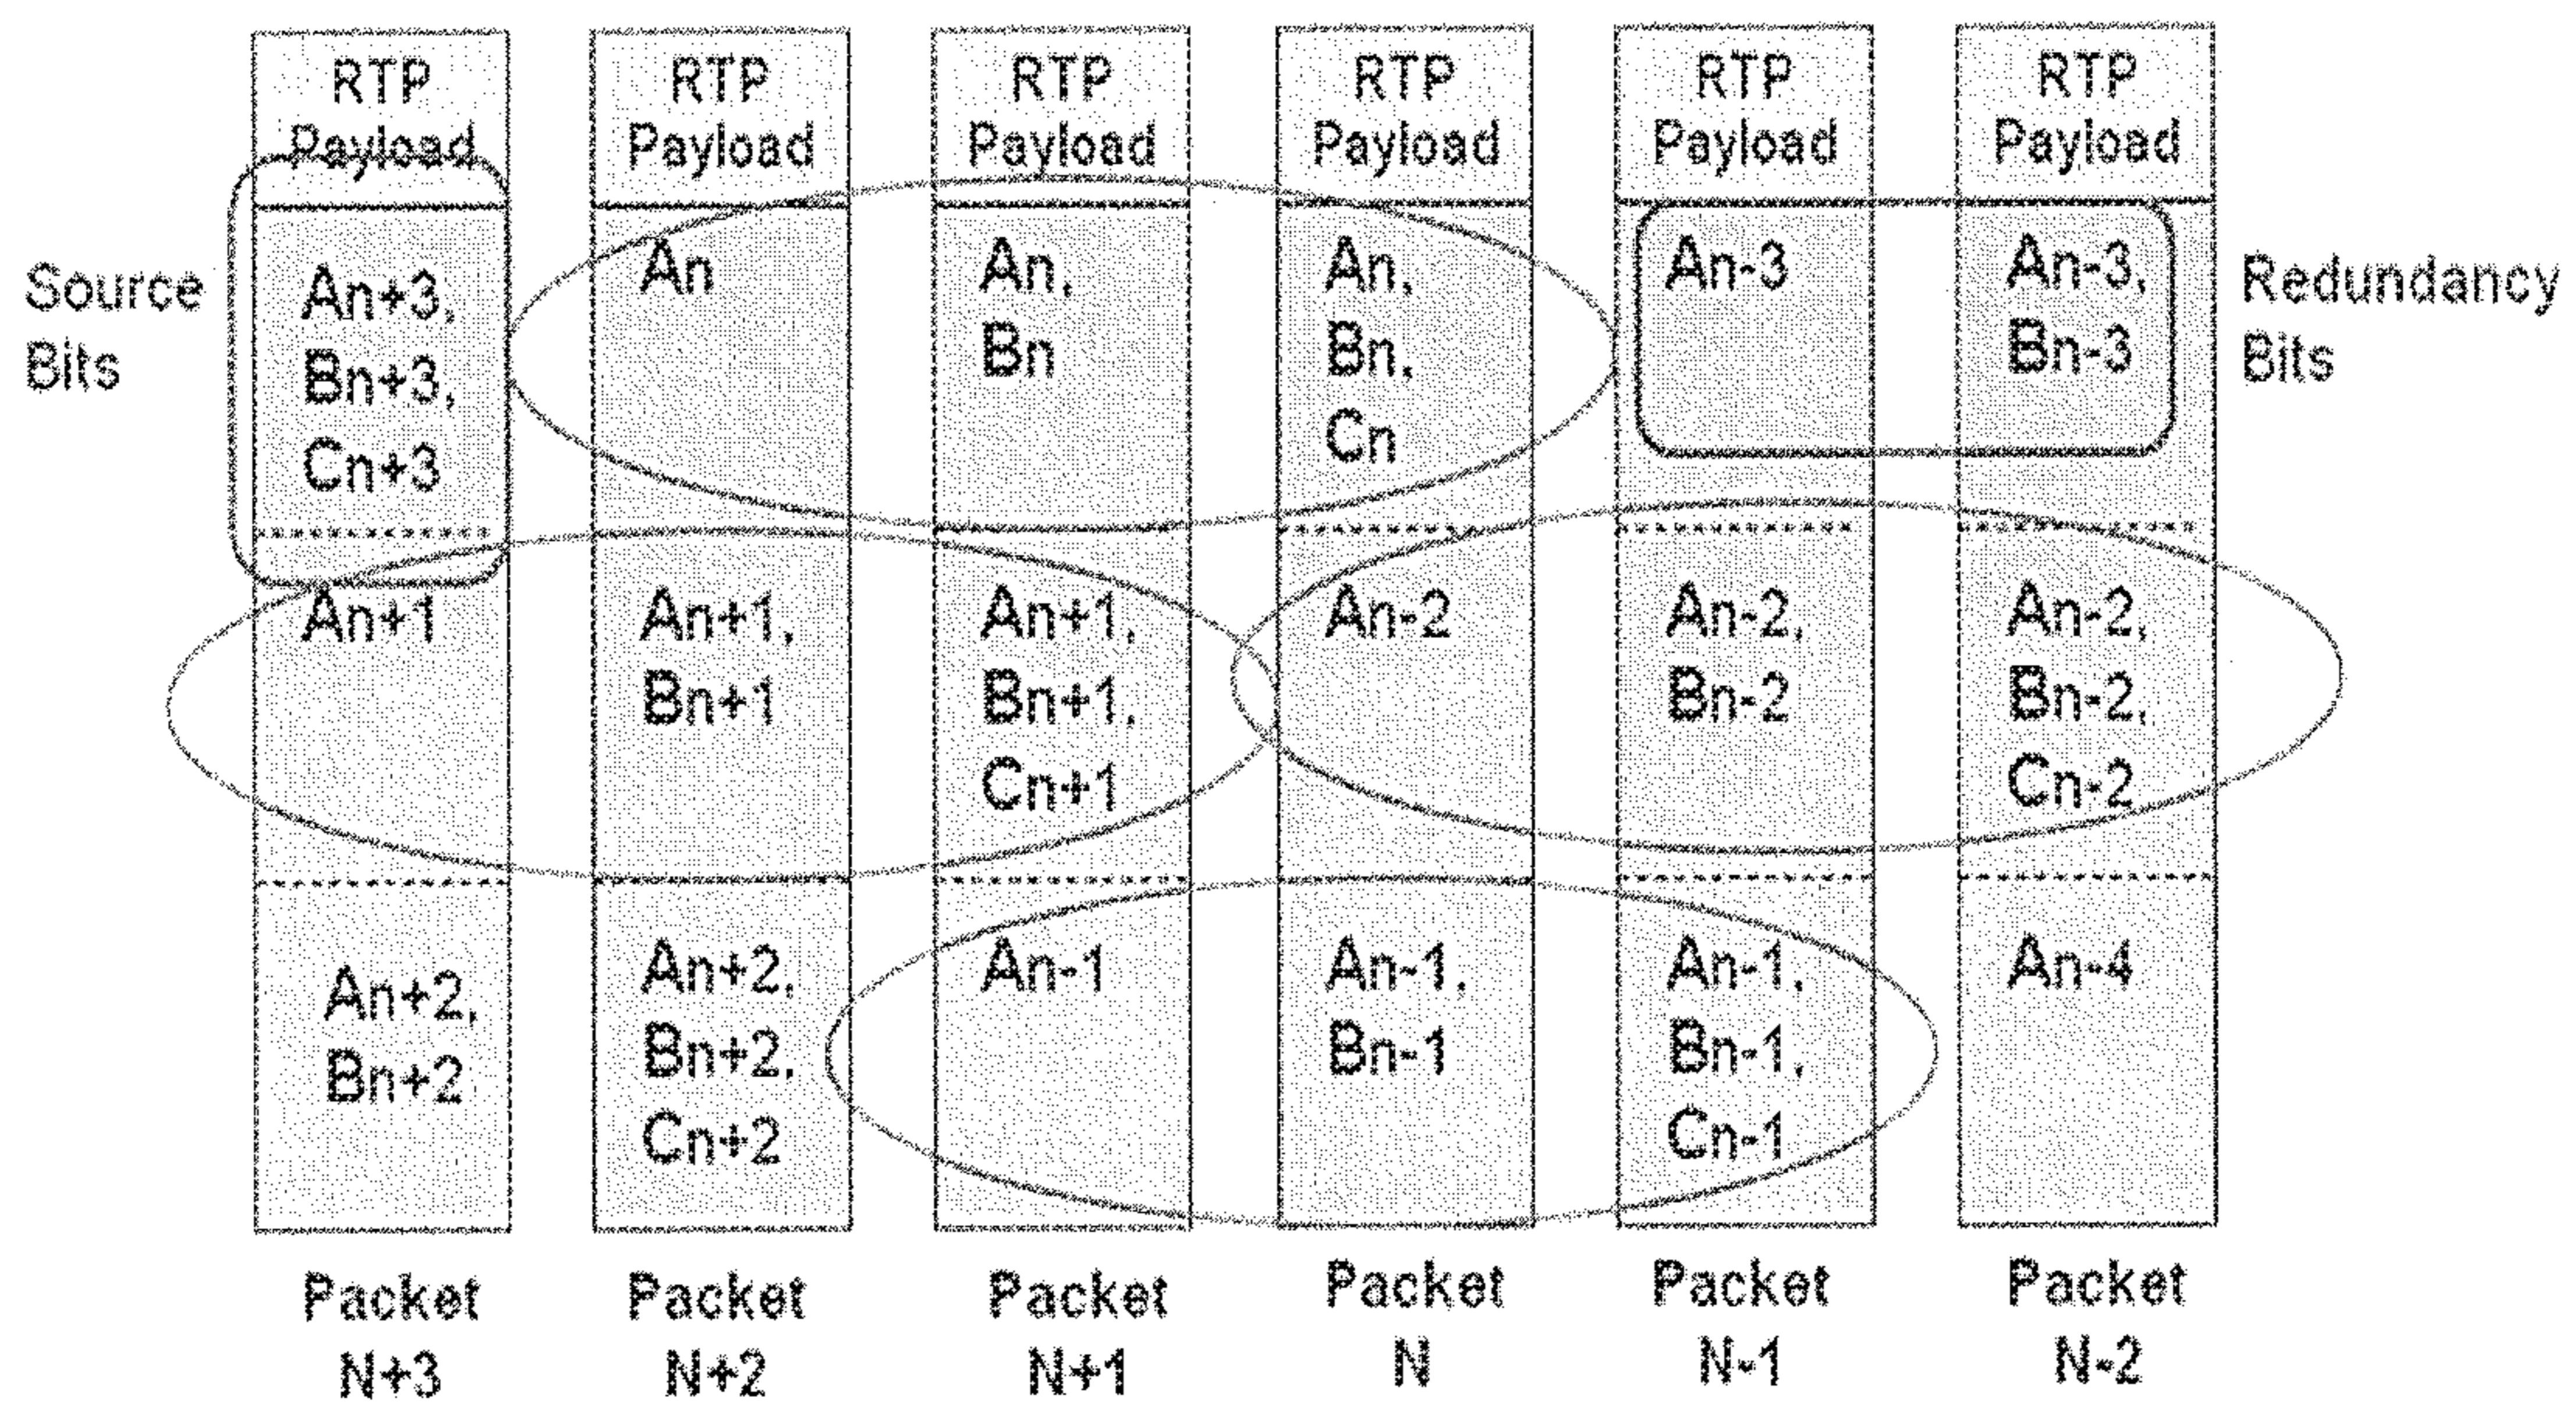 RTP
Payload
RTP
Payload
RTP
Payload
RTP
Payload
RTP
Payload
RTP
Payload
Source
Bits
An+3,
Bn+3,
Cn+3
An
An,
Bn
An,
Bn,
Cn
An-3
An-3,
Bn-3
Redundancy
Bits
An+1
An+1,
Bn+1
An+1,
Bn+1,
Cn+1
An-2
An-2,
Bn-2
An-2,
Bn-2,
Cn-2
An+2,
Bn+2
An+2,
Bn+2,
Cn+2
An-1
An-1,
Bn-1
An-1,
Bn-1,
Cn-1
An-4
Packet
N+3
Packet
N+2
Packet
N+1
Packet
N
Packet
N-1
Packet
N-2